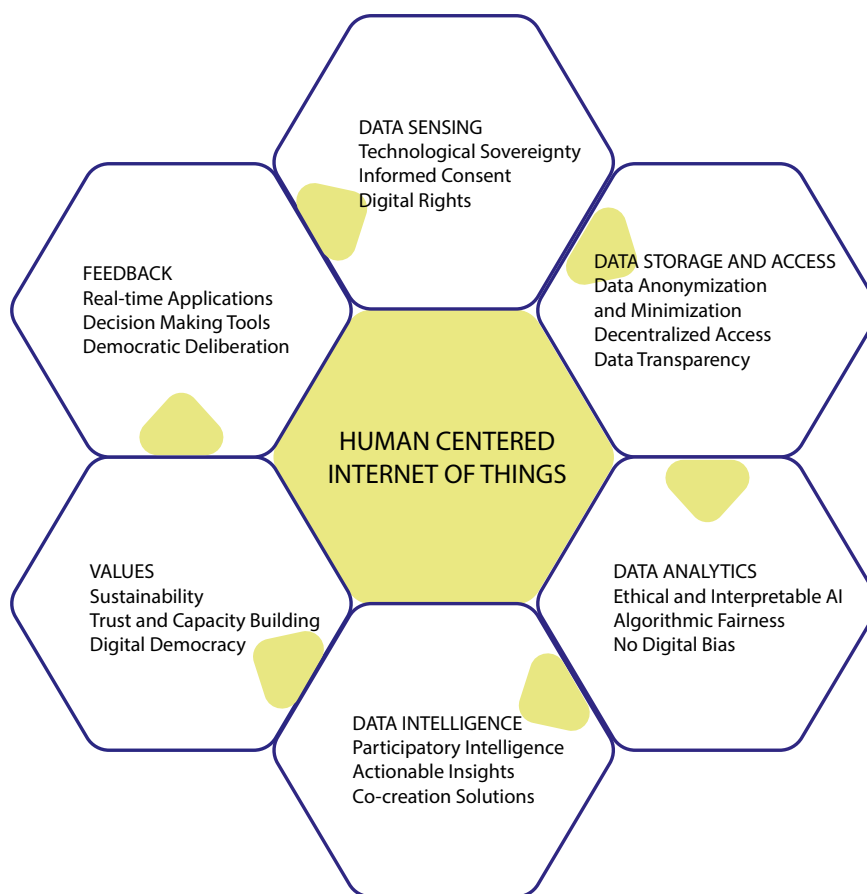 DATA SENSING
Technological Sovereignty
Informed Consent
Digital Rights
DATA STORAGE AND ACCESS
Data Anonymization
and Minimization
Decentralized Access
Data Transparency
DATA ANALYTICS
Ethical and Interpretable AI
Algorithmic Fairness
No Digital Bias
DATA INTELLIGENCE
Participatory Intelligence
Actionable Insights
Co-creation Solutions
VALUES
Sustainability
Trust and Capacity Building
Digital Democracy
FEEDBACK
Real-time Applications
Decision Making Tools
Democratic Deliberation
HUMAN CENTERED
INTERNET OF THINGS